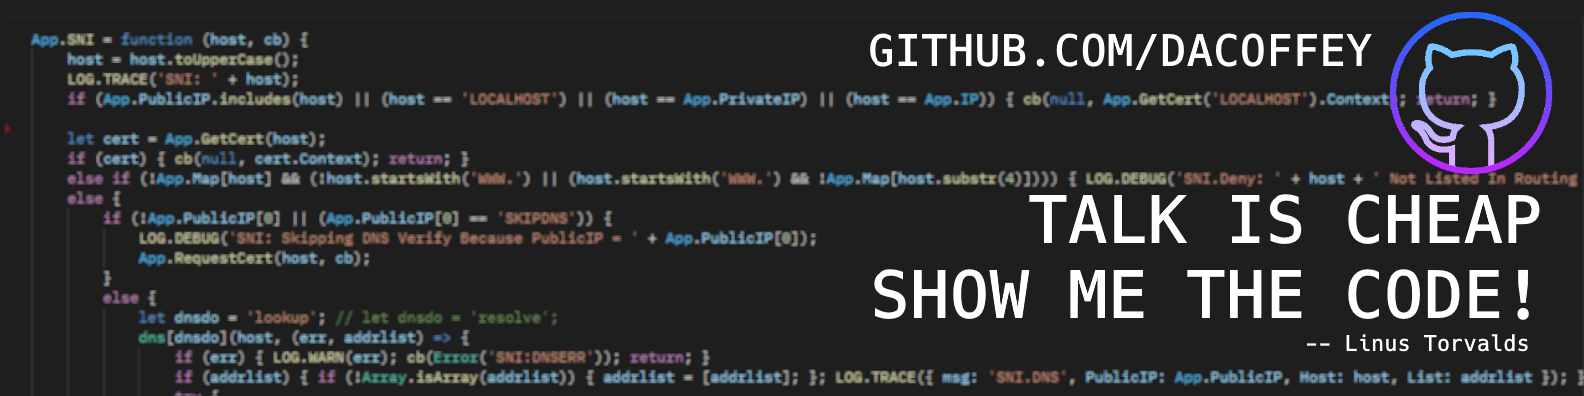 App.SNI = function (host, cb) {
host = host.toUpperCase();
LOG.TRACE('SNI: ' + host);
if (App.PublicIP.includes(host) || (host == 'LOCALHOST') || (host == App.PrivateIP) || (host == App.IP)) { cb(null, App.GetCert('LOCALHOST').Context); return; }
let cert = App.GetCert(host);
if (cert) { cb(null, cert.Context); return; }
else if (!App.Map[host] && (!host.startsWith('WWW.') || (host.startsWith('WWW.') && !App.Map[host.substr(4)]))) { LOG.DEBUG('SNI.Deny: ' + host + ' Not Listed In Routing
else {
if (!App.PublicIP[0] || (App.PublicIP[0] == 'SKIPDNS')) {
LOG.DEBUG('SNI: Skipping DNS Verify Because PublicIP = ' + App.PublicIP[0]);
App.RequestCert(host, cb);
}
else {
let dnsdo = 'lookup'; // let dnsdo = 'resolve';
dns[dnsdo](host, (err, addrlist) => {
if (err) { LOG.WARN(err); cb(Error('SNI:DNSERR')); return; }
if (addrlist) { if (!Array.isArray(addrlist)) { addrlist = [addrlist]; }; LOG.TRACE({ msg: 'SNI.DNS', PublicIP: App.PublicIP, Host: host, List: addrlist }); }
try {
GITHUB.COM/DACOFFEY
TALK IS CHEAP
SHOW ME THE CODE!
-- Linus Torvalds